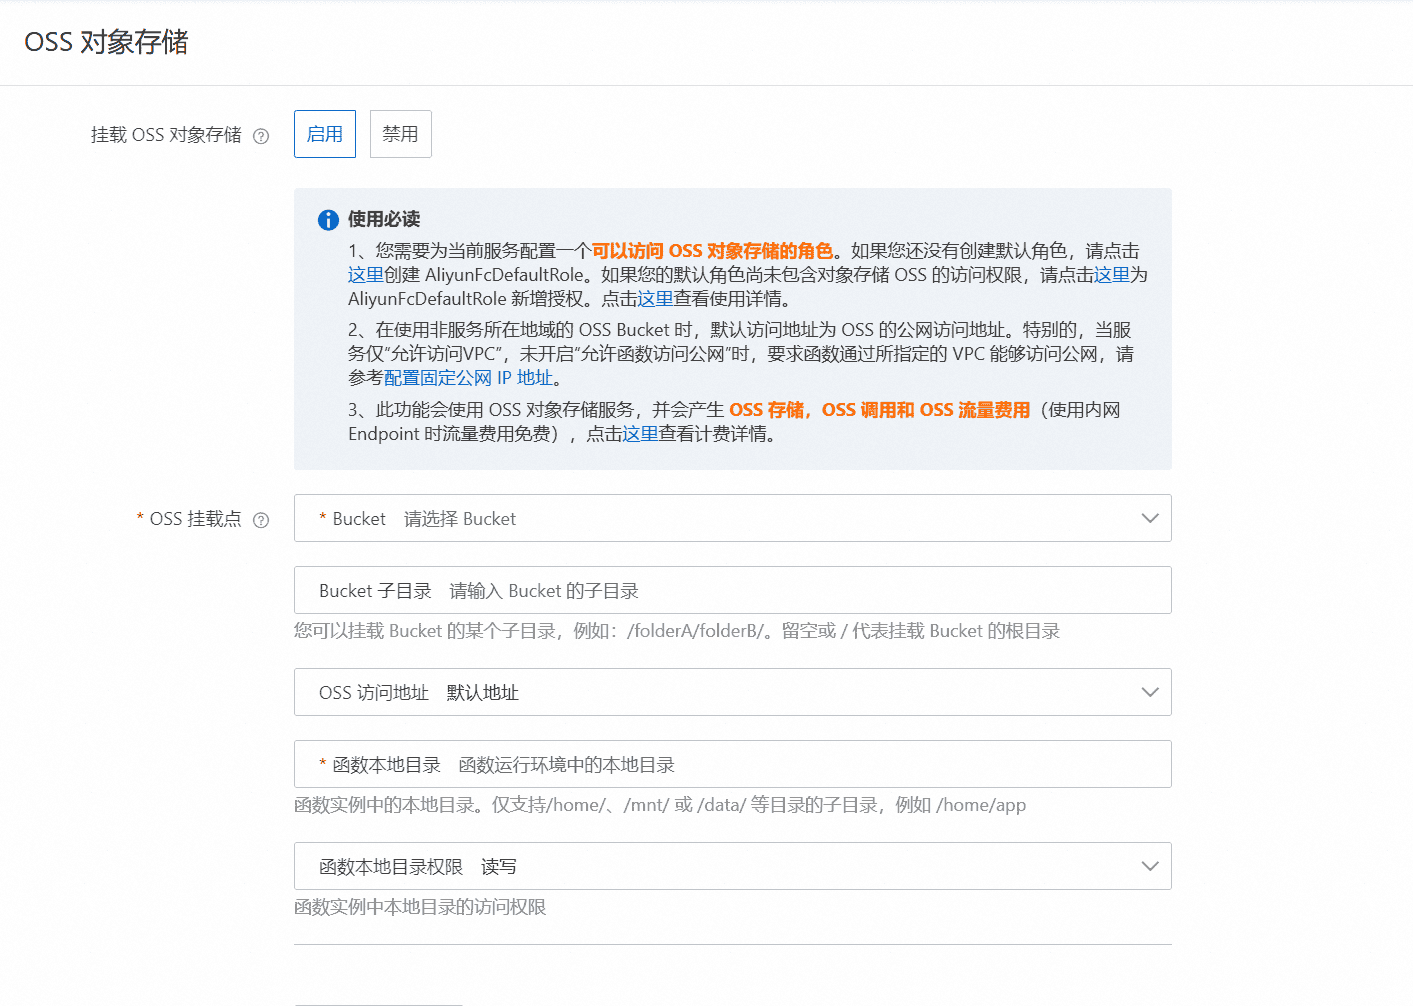 OSS 对象存储
挂载 OSS 对象存储 启用 禁用
使用必读
1、您需要为当前服务配置一个可以访问 OSS 对象存储的角色。如果您还没有创建默认角色，请点击
这里创建 AliyunFcDefaultRole。如果您的默认角色尚未包含对象存储 OSS 的访问权限，请点击这里为
AliyunFcDefaultRole 新增授权。点击这里查看使用详情。
2、在使用非服务所在地域的 OSS Bucket 时，默认访问地址为 OSS 的公网访问地址。特别的，当服
务仅“允许访问VPC”，未开启“允许函数访问公网”时，要求函数通过所指定的 VPC 能够访问公网，请
参考配置固定公网 IP 地址。
3、此功能会使用 OSS 对象存储服务，并会产生 OSS 存储，OSS 调用和 OSS 流量费用（使用内网
Endpoint 时流量费用免费），点击这里查看计费详情。
* OSS 挂载点 * Bucket 请选择 Bucket
Bucket 子目录 请输入 Bucket 的子目录
您可以挂载 Bucket 的某个子目录，例如：/folderA/folderB/。留空或 / 代表挂载 Bucket 的根目录
OSS 访问地址 默认地址
* 函数本地目录 函数运行环境中的本地目录
函数实例中的本地目录。仅支持/home/、/mnt/ 或 /data/ 等目录的子目录，例如 /home/app
函数本地目录权限 读写
函数实例中本地目录的访问权限